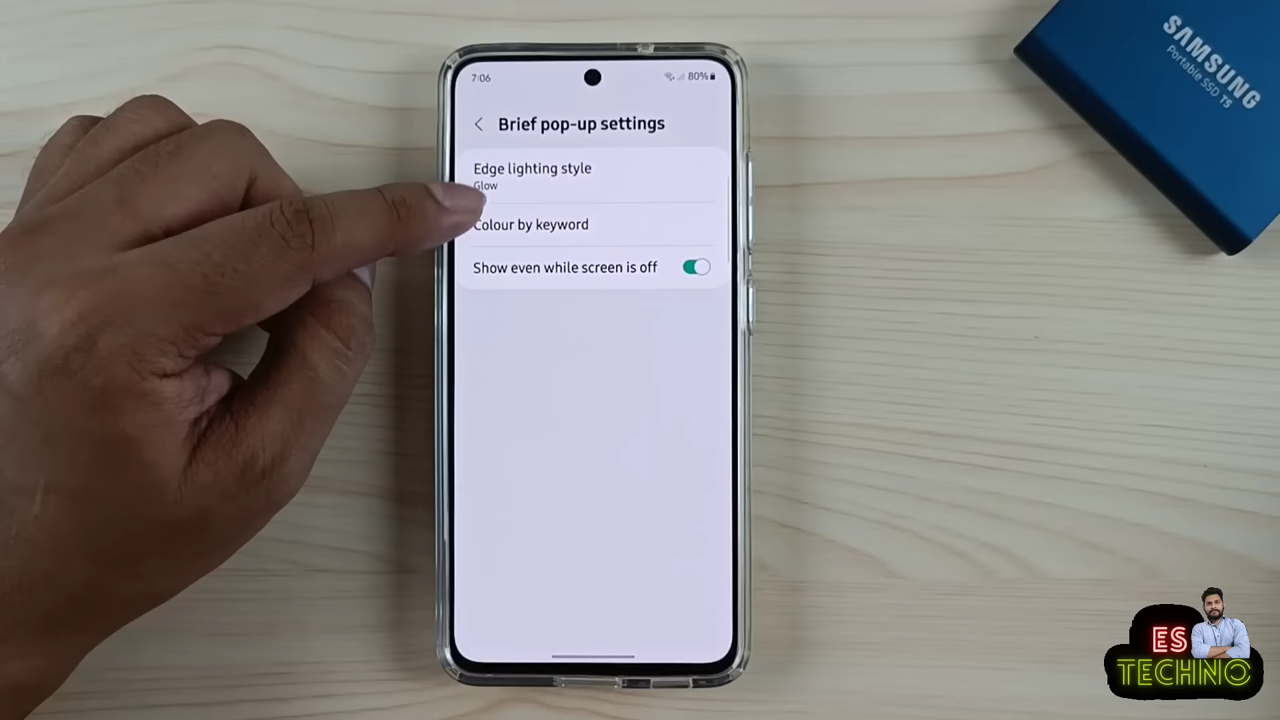 SAMSUNG
Portable SSD T5
7:06
80%
Brief pop-up settings
Edge lighting style
Glow
Colour by keyword
Show even while screen is off
ES
TECHNO